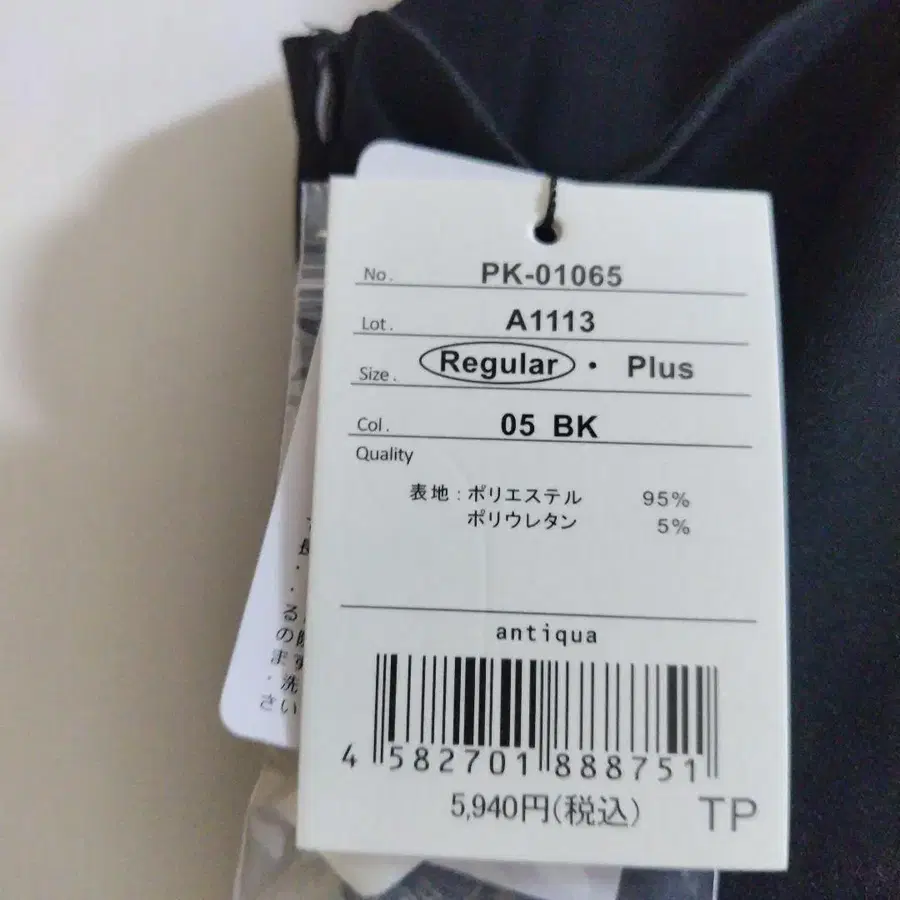 No. PK-01065
Lot. A1113
Size. Regular・ Plus
Col. 05 BK
Quality
表地:ポリエステル 95%
ポリウレタン 5%
antiqua
4 582701 888751
5,940円(税込)
TP